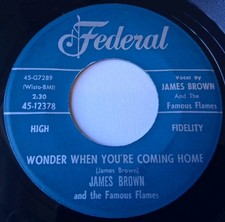 Federal
45-G7289
(Wisto-BMI)
2:30
45-12378
vocal by
JAMES BROWN
And The
Famous Flames
HIGH
FIDELITY
WONDER WHEN YOU'RE COMING HOME
(James Brown)
JAMES BROWN
and the Famous Flames